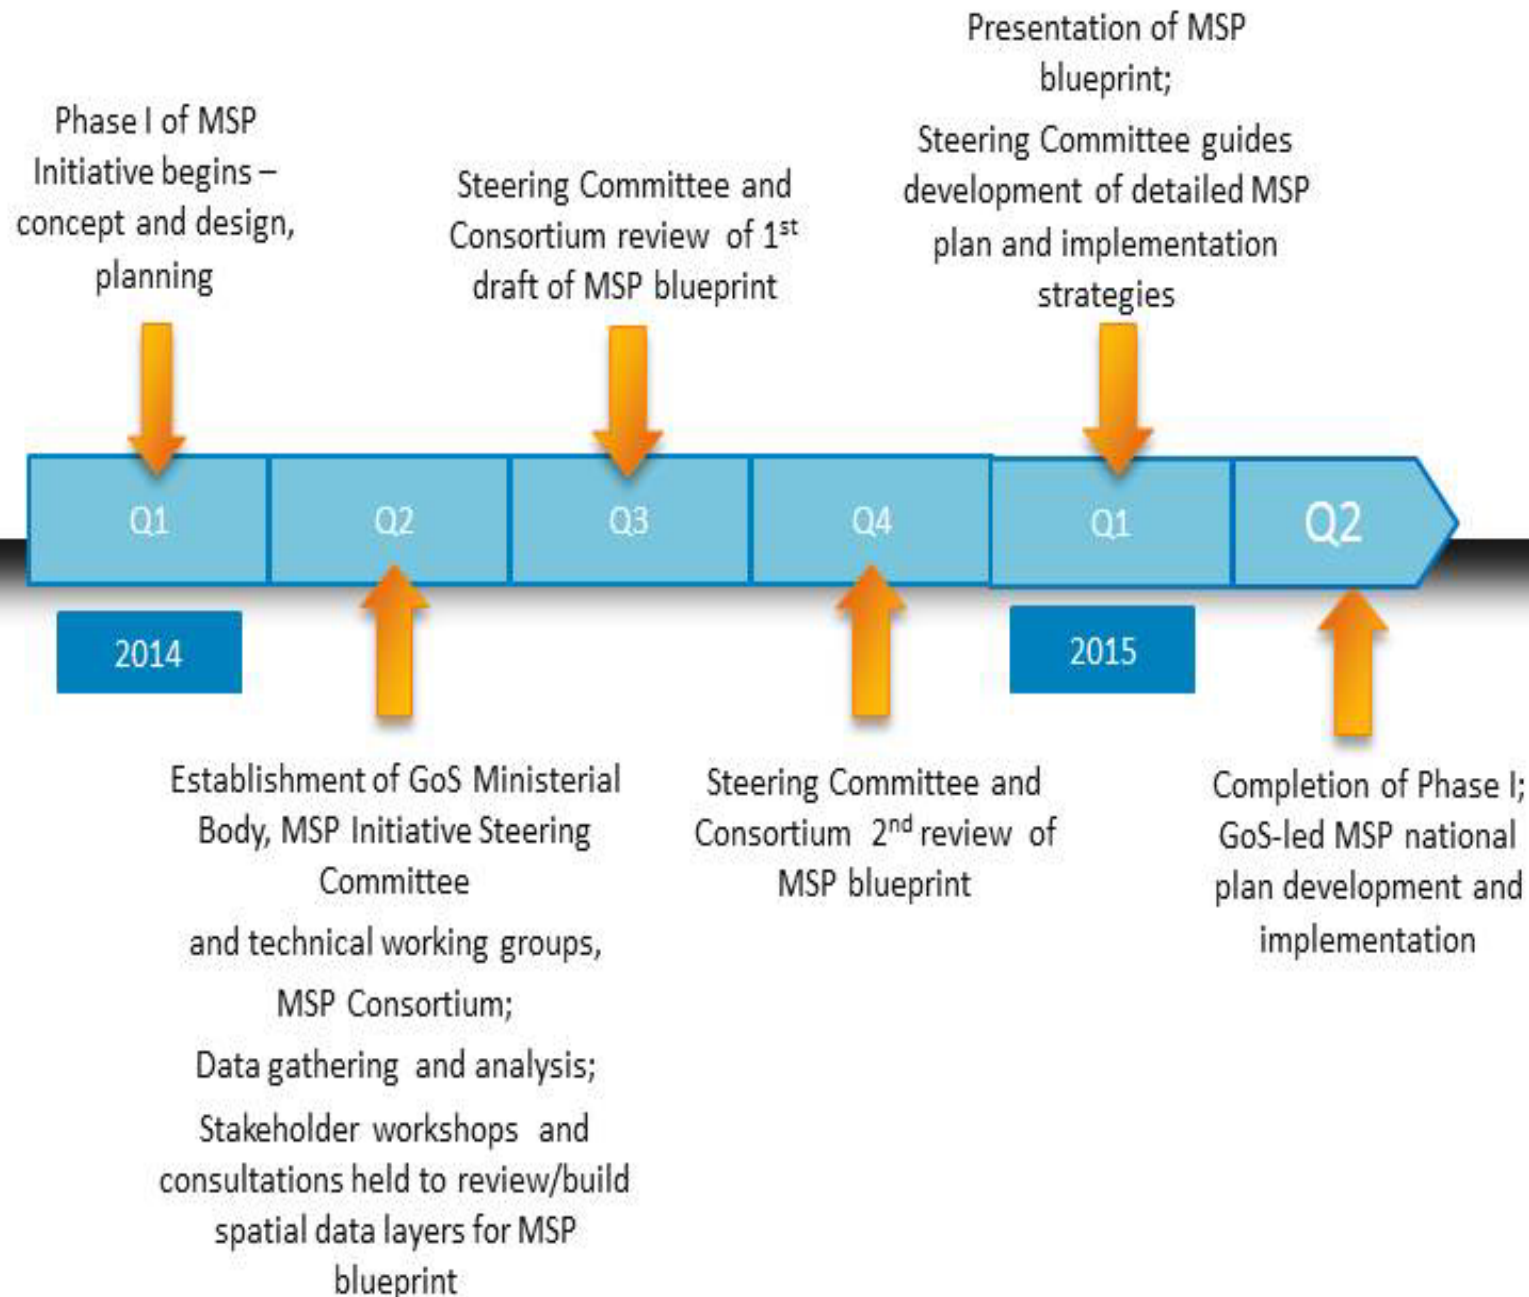 Phase I of MSP
Initiative begins –
concept and design,
planning
Steering Committee and
Consortium review of 1st
draft of MSP blueprint
Presentation of MSP
blueprint;
Steering Committee guides
development of detailed MSP
plan and implementation
strategies
Q1
Q2
Q3
Q4
Q1
Q2
2014
2015
Establishment of GoS Ministerial
Body, MSP Initiative Steering
Committee
and technical working groups,
MSP Consortium;
Data gathering and analysis;
Stakeholder workshops and
consultations held to review/build
spatial data layers for MSP
blueprint
Steering Committee and
Consortium 2nd review of
MSP blueprint
Completion of Phase I;
GoS-led MSP national
plan development and
implementation